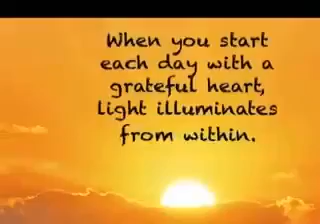 When you start
each day with a
grateful heart,
light illuminates
from within.